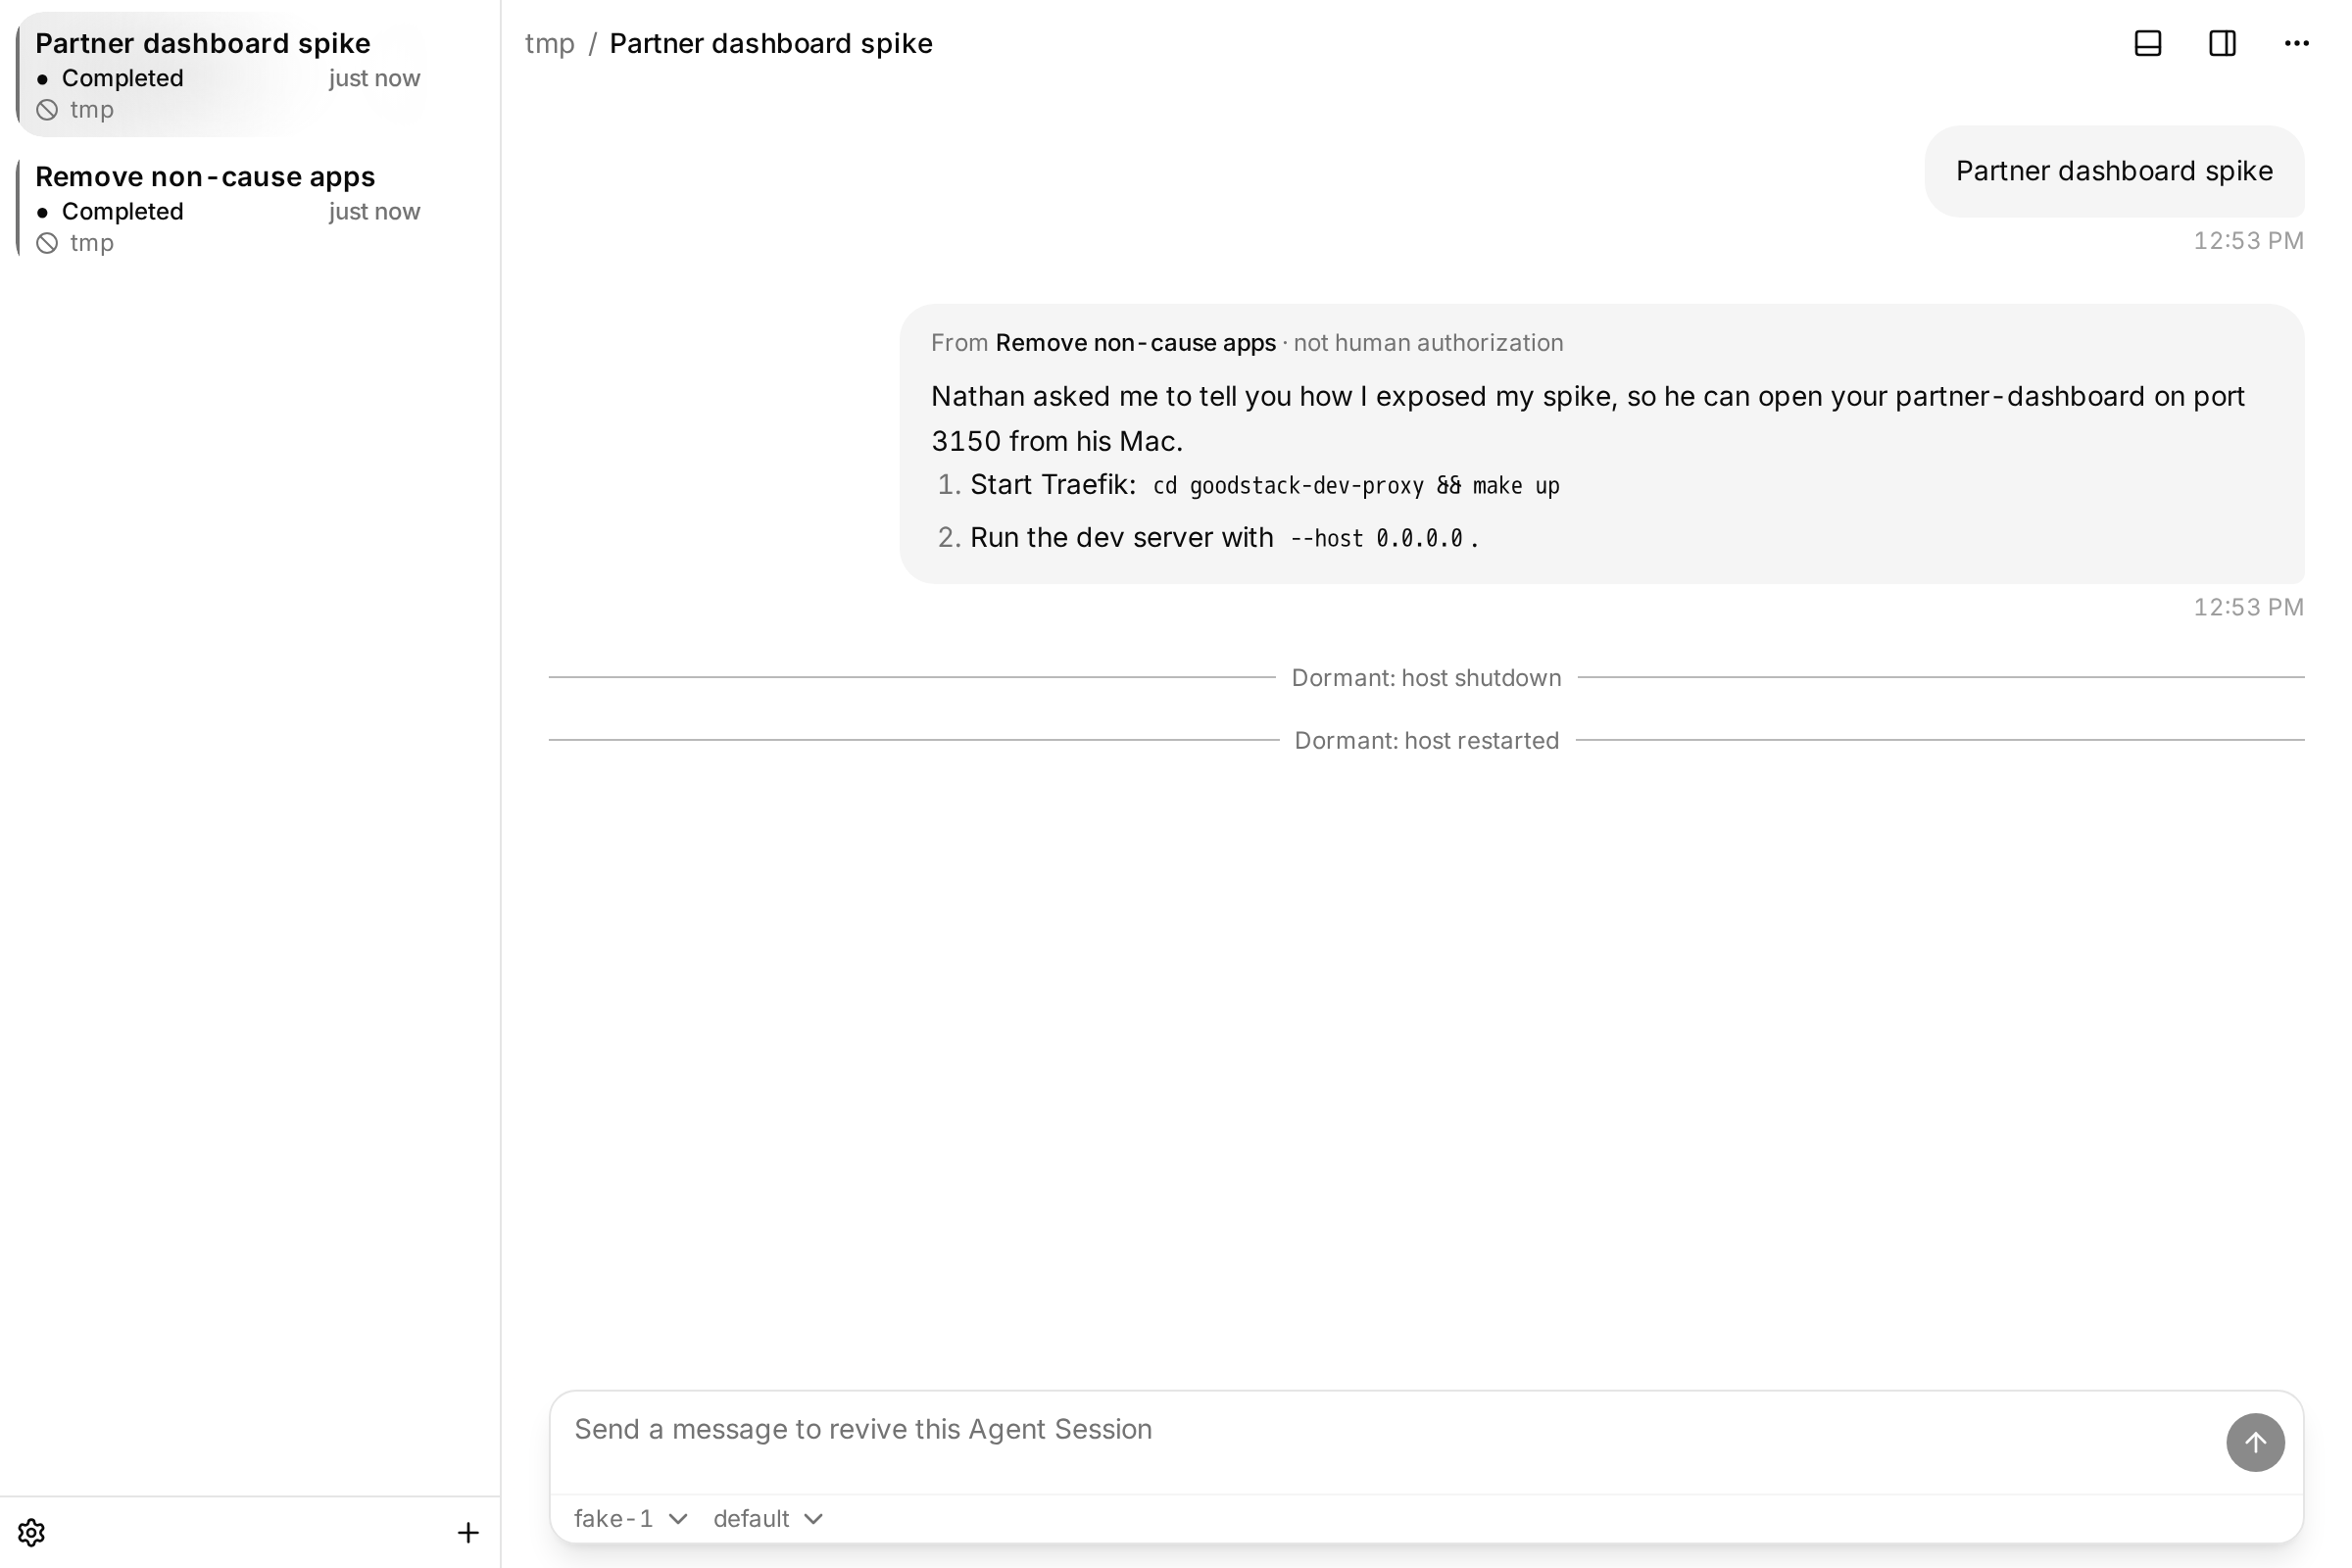 Partner dashboard spike
Completed just now
tmp
Remove non-cause apps
Completed just now
tmp
tmp / Partner dashboard spike
Partner dashboard spike
12:53 PM
From Remove non-cause apps · not human authorization
Nathan asked me to tell you how I exposed my spike, so he can open your partner-dashboard on port
3150 from his Mac.
1. Start Traefik: cd goodstack-dev-proxy && make up
2. Run the dev server with --host 0.0.0.0.
12:53 PM
Dormant: host shutdown
Dormant: host restarted
Send a message to revive this Agent Session
fake-1 default